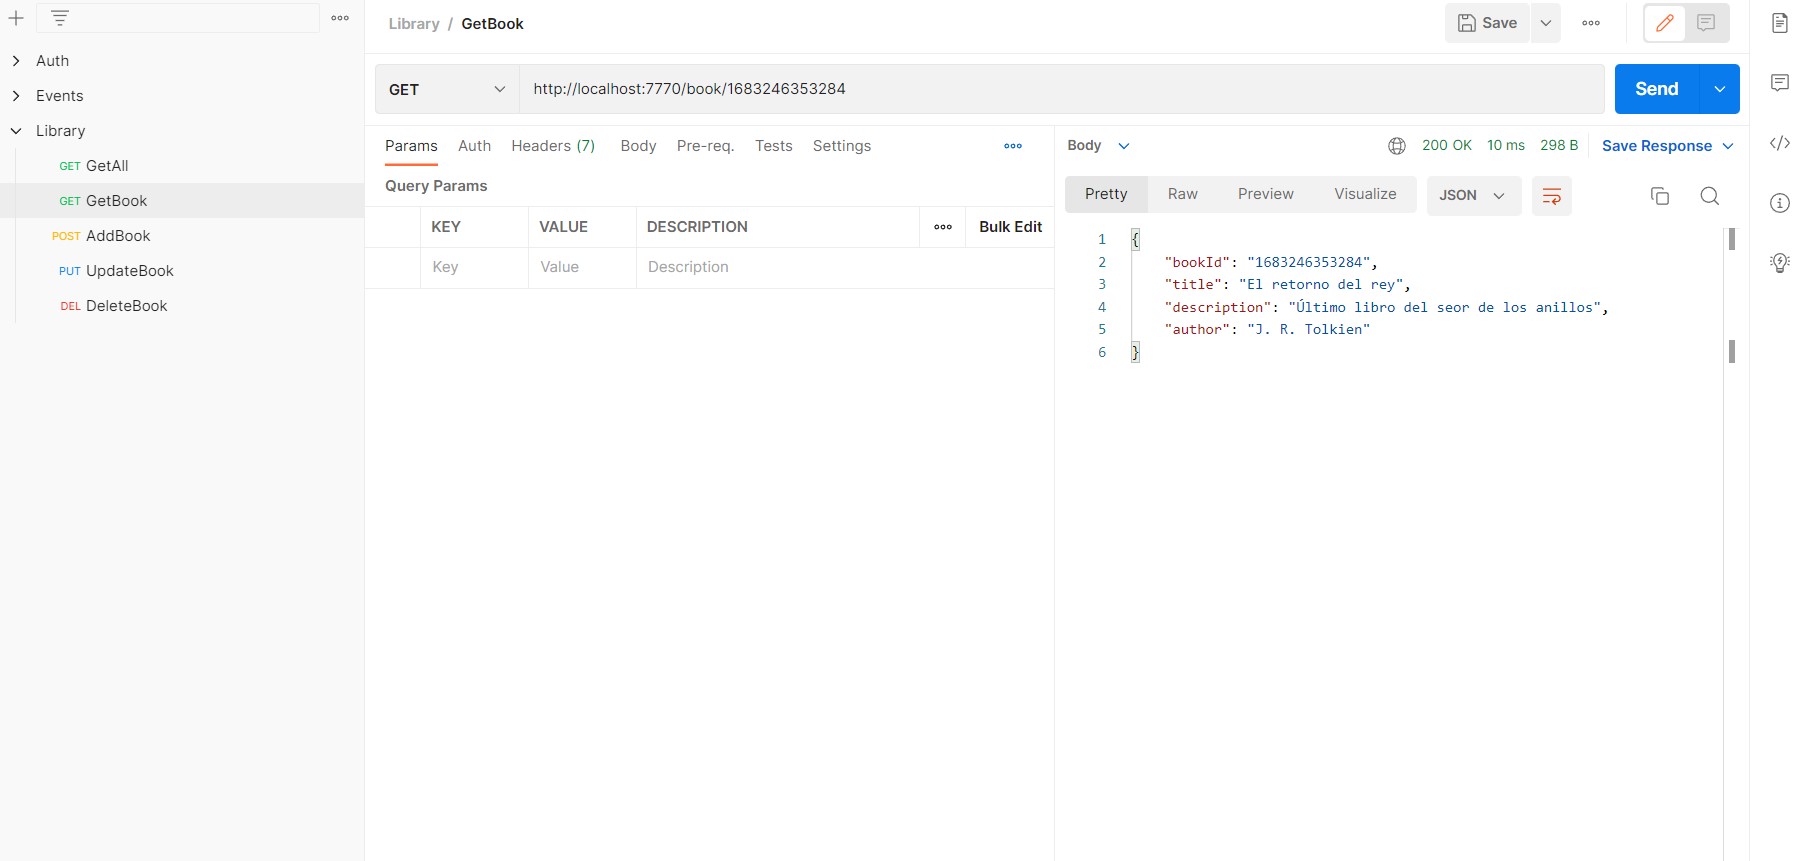 Library / GetBook
Save
Auth
Events
Library
GET GetAll
GET GetBook
POST AddBook
PUT UpdateBook
DEL DeleteBook
GET
http://localhost:7770/book/1683246353284
Send
Params Auth Headers (7) Body Pre-req. Tests Settings
Query Params
KEY VALUE DESCRIPTION Bulk Edit
Key Value Description
Body 200 OK 10 ms 298 B Save Response
Pretty Raw Preview Visualize JSON
1 {
2 "bookId": "1683246353284",
3 "title": "El retorno del rey",
4 "description": "Último libro del seor de los anillos",
5 "author": "J. R. Tolkien"
6 }